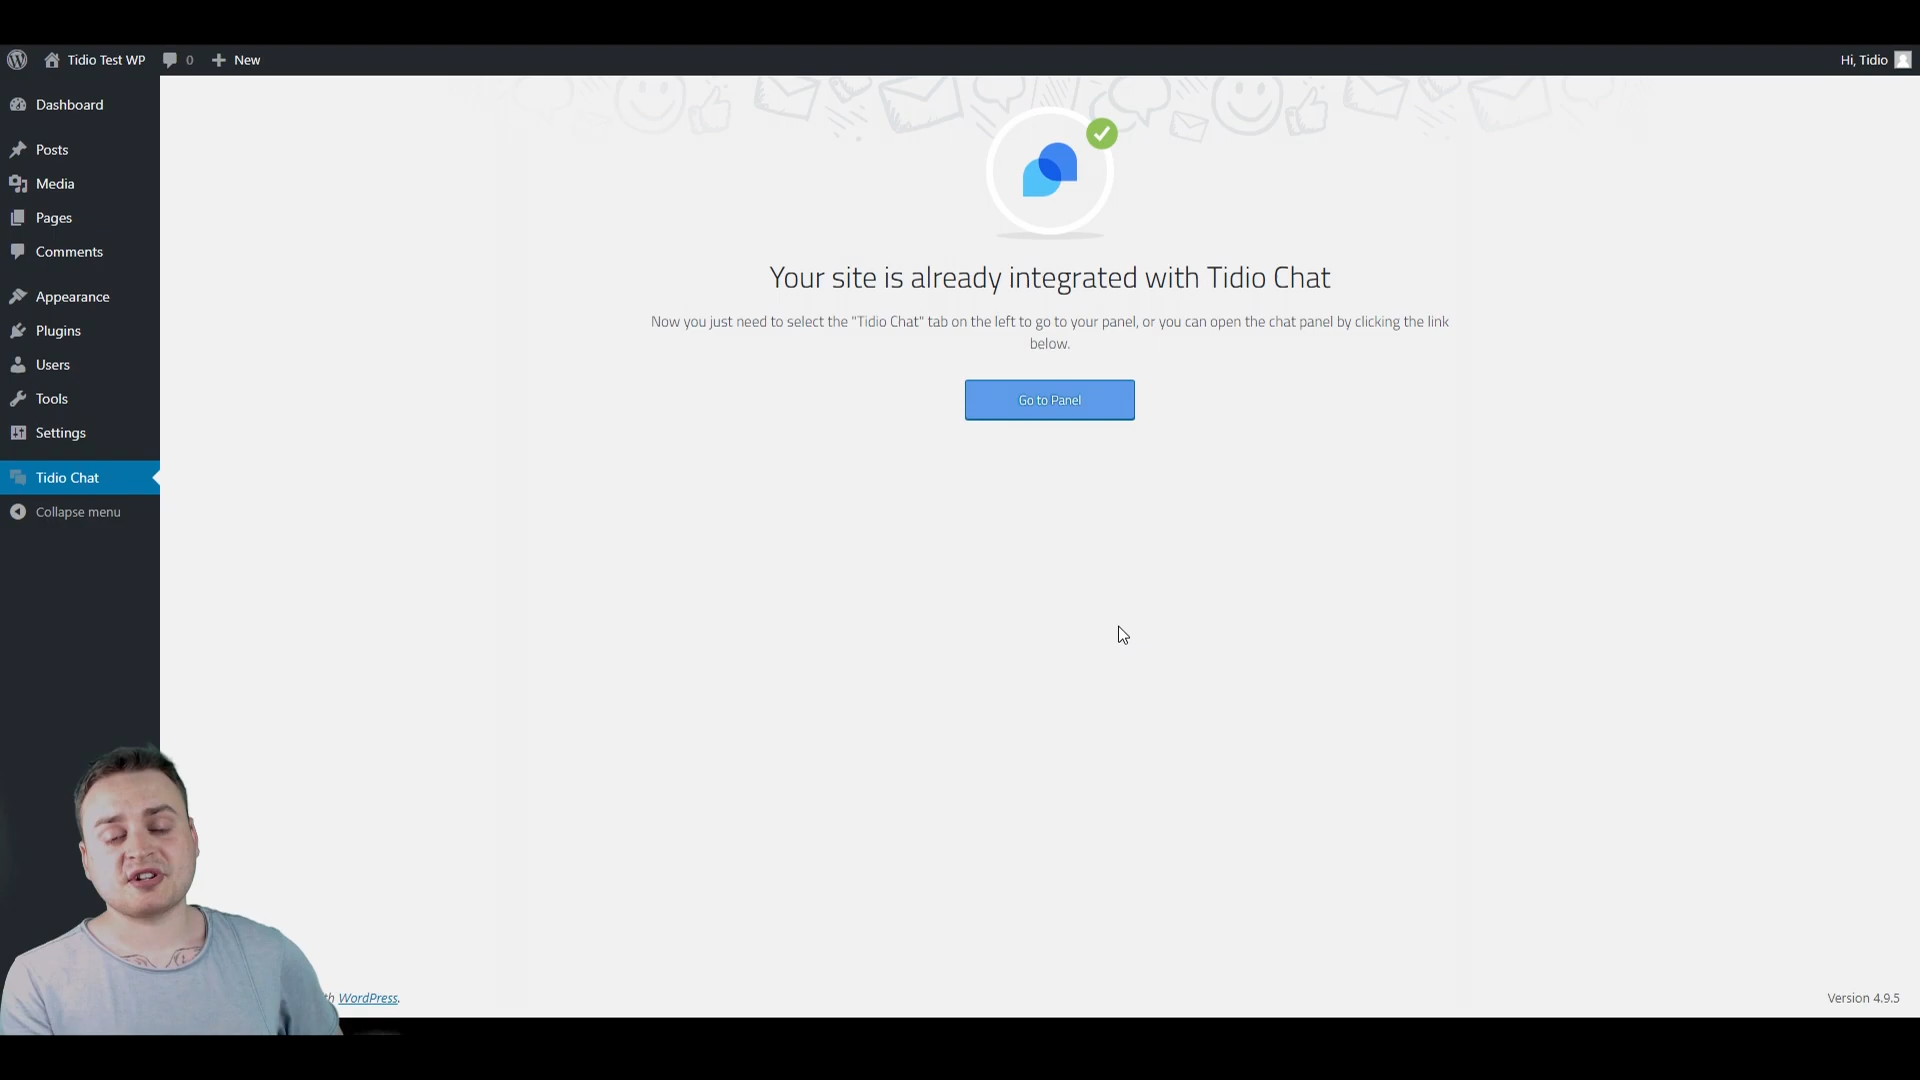 Tidio Test WP 0 New Hi, Tidio
Dashboard
Posts
Media
Pages
Comments
Appearance
Plugins
Users
Tools
Settings
Tidio Chat
Collapse menu
Your site is already integrated with Tidio Chat
Now you just need to select the "Tidio Chat" tab on the left to go to your panel, or you can open the chat panel by clicking the link
below.
Go to Panel
WordPress.
Version 4.9.5